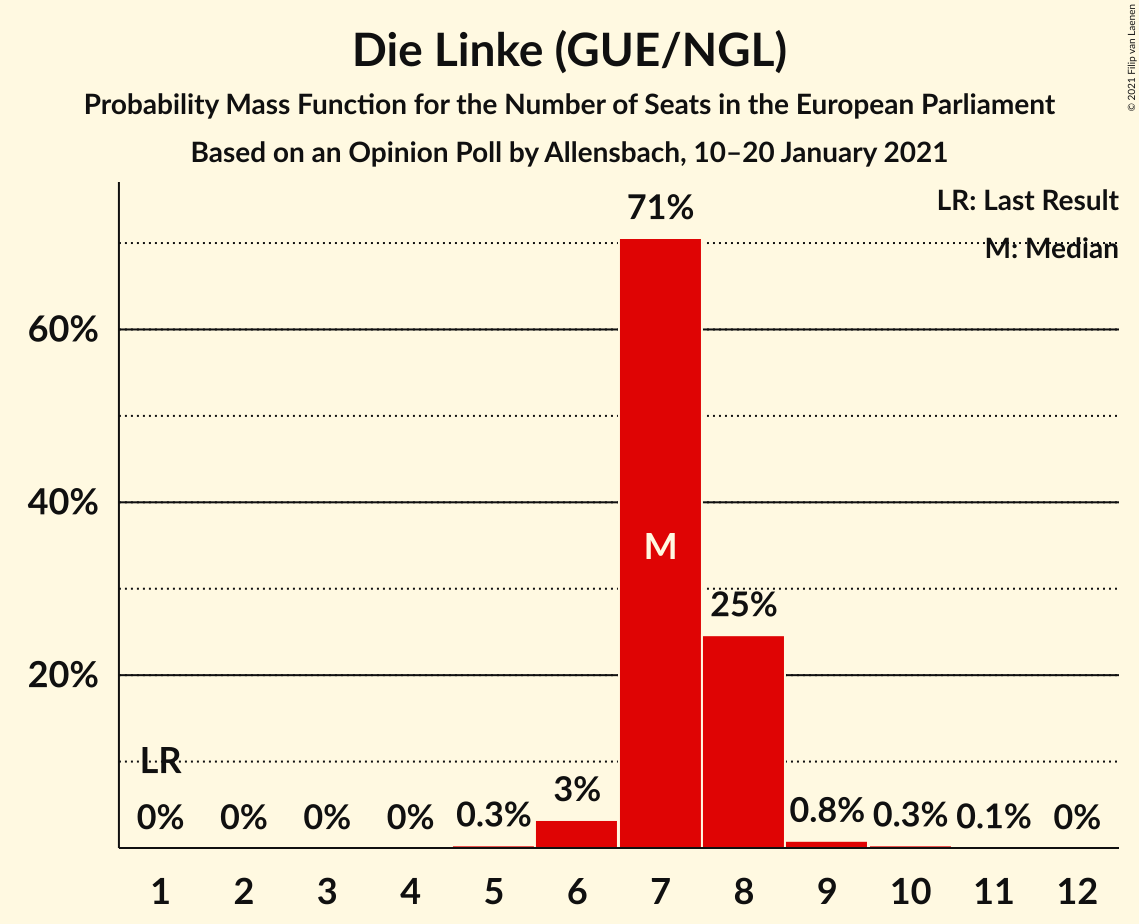 Die Linke (GUE/NGL)
Probability Mass Function for the Number of Seats in the European Parliament
Based on an Opinion Poll by Allensbach, 10–20 January 2021
© 2021 Filip van Laenen
LR: Last Result
M: Median
71%
60%
M
40%
25%
20%
LR
0% 0% 0% 0% 0.3% 3% 0.8% 0.3% 0.1% 0%
1 2 3 4 5 6 7 8 9 10 11 12